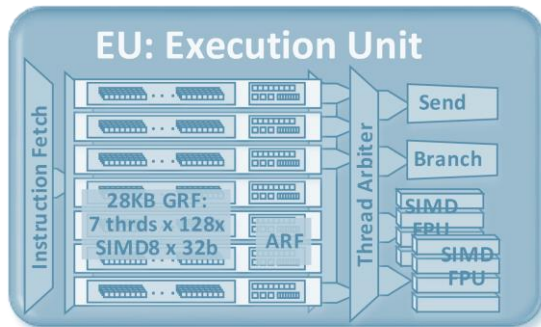 EU: Execution Unit
Instruction Fetch
28KB GRF:
7 thrds x 128x
SIMD8 x 32b
ARF
Thread Arbiter
Send
Branch
SIMD
FPU
SIMD
FPU